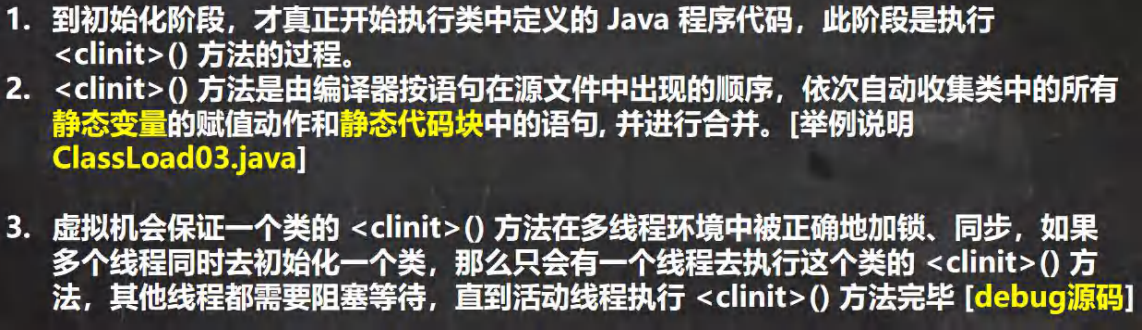 1. 到初始化阶段，才真正开始执行类中定义的 Java 程序代码，此阶段是执行
<clinit>() 方法的过程。
2. <clinit>() 方法是由编译器按语句在源文件中出现的顺序，依次自动收集类中的所有
静态变量的赋值动作和静态代码块中的语句, 并进行合并。[举例说明
ClassLoad03.java]
3. 虚拟机会保证一个类的 <clinit>() 方法在多线程环境中被正确地加锁、同步，如果
多个线程同时去初始化一个类，那么只会有一个线程去执行这个类的 <clinit>() 方
法，其他线程都需要阻塞等待，直到活动线程执行 <clinit>() 方法完毕 [debug源码]